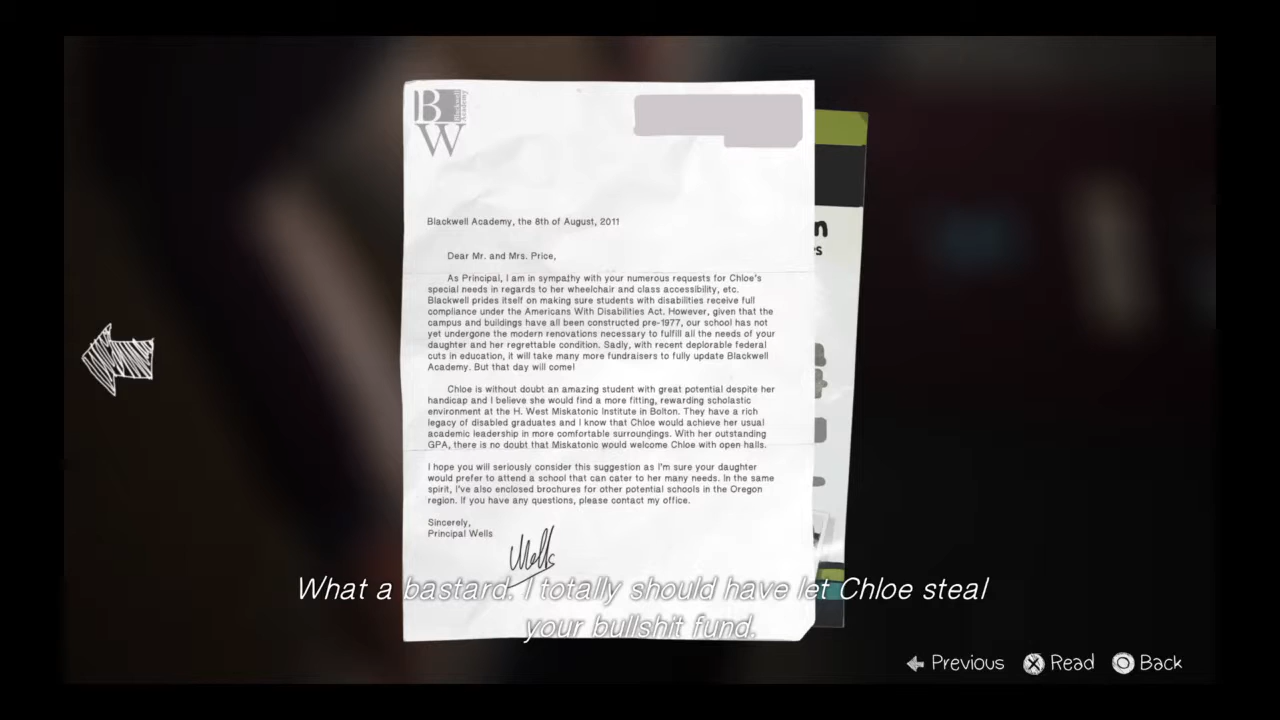 B
W
Blackwell Academy
Blackwell Academy, the 8th of August, 2011
Dear Mr. and Mrs. Price,
As Principal, I am in sympathy with your numerous requests for Chloe's
special needs in regards to her wheelchair and class accessibility, etc.
Blackwell prides itself on making sure students with disabilities receive full
compliance under the Americans With Disabilities Act. However, given that the
campus and buildings have all been constructed pre-1977, our school has not
yet undergone the modern renovations necessary to fulfill all the needs of your
daughter and her regrettable condition. Sadly, with recent deplorable federal
cuts in education, it will take many more fundraisers to fully update Blackwell
Academy. But that day will come!
Chloe is without doubt an amazing student with great potential despite her
handicap and I believe she would find a more fitting, rewarding scholastic
environment at the H. West Miskatonic Institute in Bolton. They have a rich
legacy of disabled graduates and I know that Chloe would achieve her usual
academic leadership in more comfortable surroundings. With her outstanding
GPA, there is no doubt that Miskatonic would welcome Chloe with open halls.
I hope you will seriously consider this suggestion as I'm sure your daughter
would prefer to attend a school that can cater to her many needs. In the same
spirit, I've also enclosed brochures for other potential schools in the Oregon
region. If you have any questions, please contact my office.
Sincerely,
Principal Wells
Wells
n
s
What a bastard. I totally should have let Chloe steal
your bullshit fund.
Previous Read Back